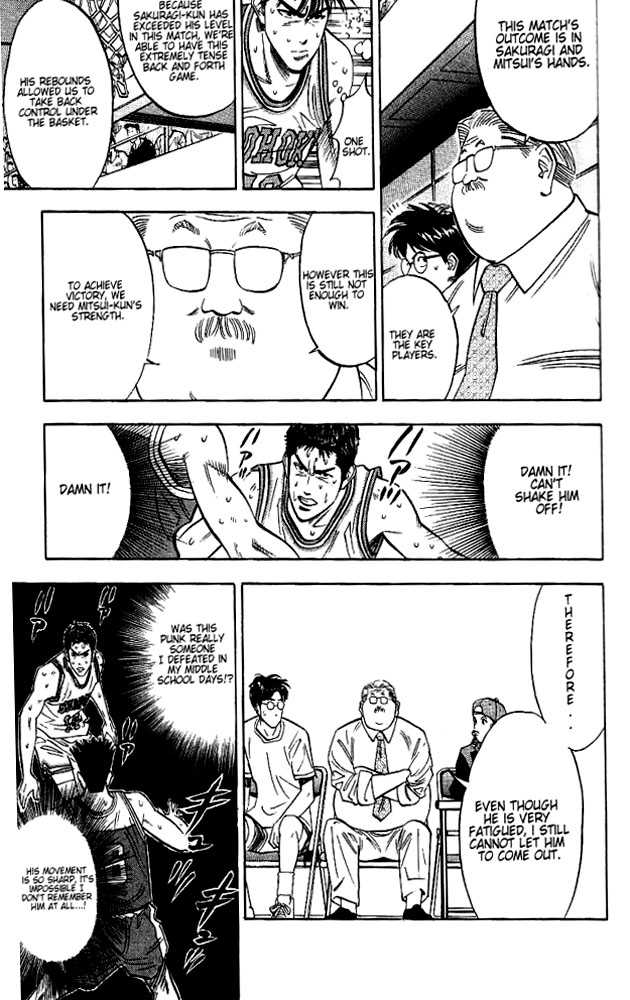 THIS MATCH'S
OUTCOME IS IN
SAKURAGI AND
MITSUI'S HANDS.
THEY ARE
THE KEY
PLAYERS.
ONE
SHOT.
BECAUSE
SAKURAGI-KUN HAS
EXCEEDED HIS LEVEL
IN THIS MATCH, WE'RE
ABLE TO HAVE THIS
EXTREMELY TENSE
BACK AND FORTH
GAME.
HIS REBOUNDS
ALLOWED US TO
TAKE BACK
CONTROL UNDER
THE BASKET.
HOWEVER THIS
IS STILL NOT
ENOUGH TO
WIN.
TO ACHIEVE
VICTORY, WE
NEED MITSUI-KUN'S
STRENGTH.
DAMN IT!
CAN'T
SHAKE HIM
OFF!
DAMN IT!
THEREFORE...
EVEN THOUGH
HE IS VERY
FATIGUED, I STILL
CANNOT LET HIM
TO COME OUT.
WAS THIS
PUNK REALLY
SOMEONE
I DEFEATED IN
MY MIDDLE
SCHOOL DAYS!?
キュ
キュ
HIS MOVEMENT
IS SO SHARP, IT'S
IMPOSSIBLE I
DON'T REMEMBER
HIM AT ALL...!